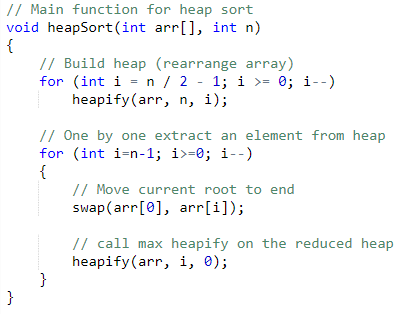 // Main function for heap sort
void heapSort(int arr[], int n)
{
    // Build heap (rearrange array)
    for (int i = n / 2 - 1; i >= 0; i--)
        heapify(arr, n, i);

    // One by one extract an element from heap
    for (int i=n-1; i>=0; i--)
    {
        // Move current root to end
        swap(arr[0], arr[i]);

        // call max heapify on the reduced heap
        heapify(arr, i, 0);
    }
}